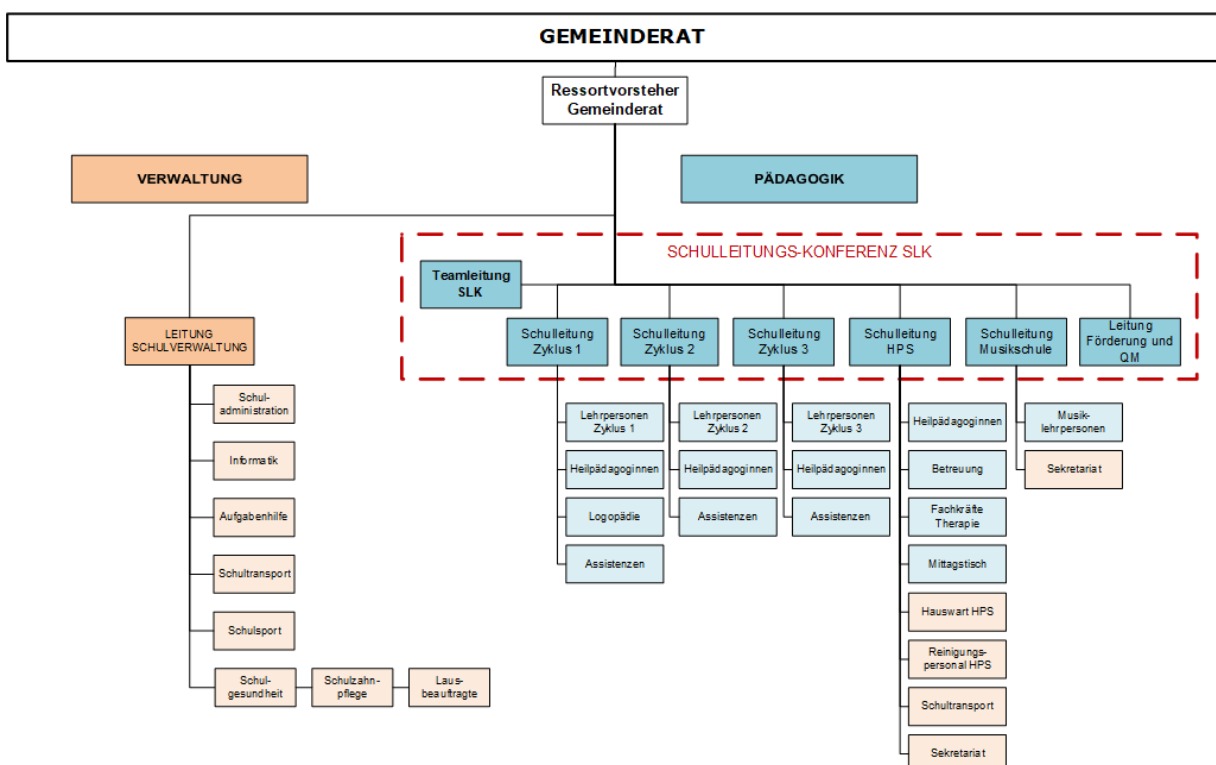 GEMEINDERAT
Ressortvorsteher
Gemeinderat
VERWALTUNG
PÄDAGOGIK
SCHULLEITUNGS-KONFERENZ SLK
Teamleitung
SLK
LEITUNG
SCHULVERWALTUNG
Schulleitung
Zyklus 1
Schulleitung
Zyklus 2
Schulleitung
Zyklus 3
Schulleitung
HPS
Schulleitung
Musikschule
Leitung
Förderung und
QM
Schul-
administration
Informatik
Aufgabenhilfe
Schultransport
Schulsport
Schul-
gesundheit
Schulzahn-
pflege
Laus-
beauftragte
Lehrpersonen
Zyklus 1
Heilpädagoginnen
Logopädie
Assistenzen
Lehrpersonen
Zyklus 2
Heilpädagoginnen
Assistenzen
Lehrpersonen
Zyklus 3
Heilpädagoginnen
Assistenzen
Heilpädagoginnen
Betreuung
Fachkräfte
Therapie
Mittagstisch
Hauswart HPS
Reinigungs-
personal HPS
Schultransport
Sekretariat
Musik-
lehrpersonen
Sekretariat